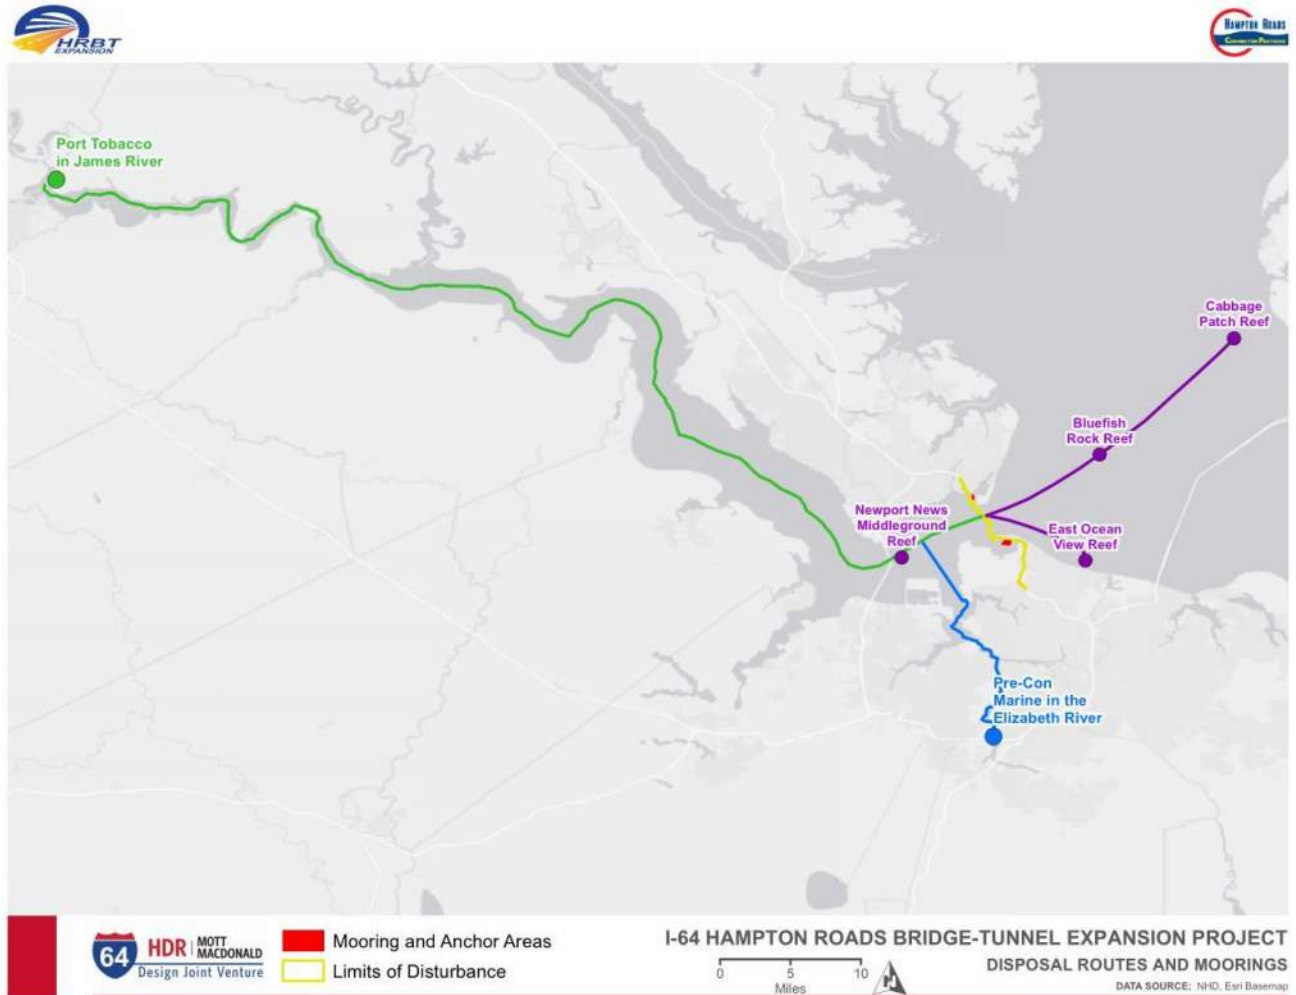 HRBT
EXPANSION
HAMPTON ROADS
CONNECTOR PARTNERS
Port Tobacco
in James River
Cabbage
Patch Reef
Bluefish
Rock Reef
Newport News
Middleground
Reef
East Ocean
View Reef
Pre-Con
Marine in the
Elizabeth River
64
HDR
MOTT
MACDONALD
Design Joint Venture
Mooring and Anchor Areas
Limits of Disturbance
I-64 HAMPTON ROADS BRIDGE-TUNNEL EXPANSION PROJECT
DISPOSAL ROUTES AND MOORINGS
0 5 10
Miles
DATA SOURCE: NHD, Esri Basemap